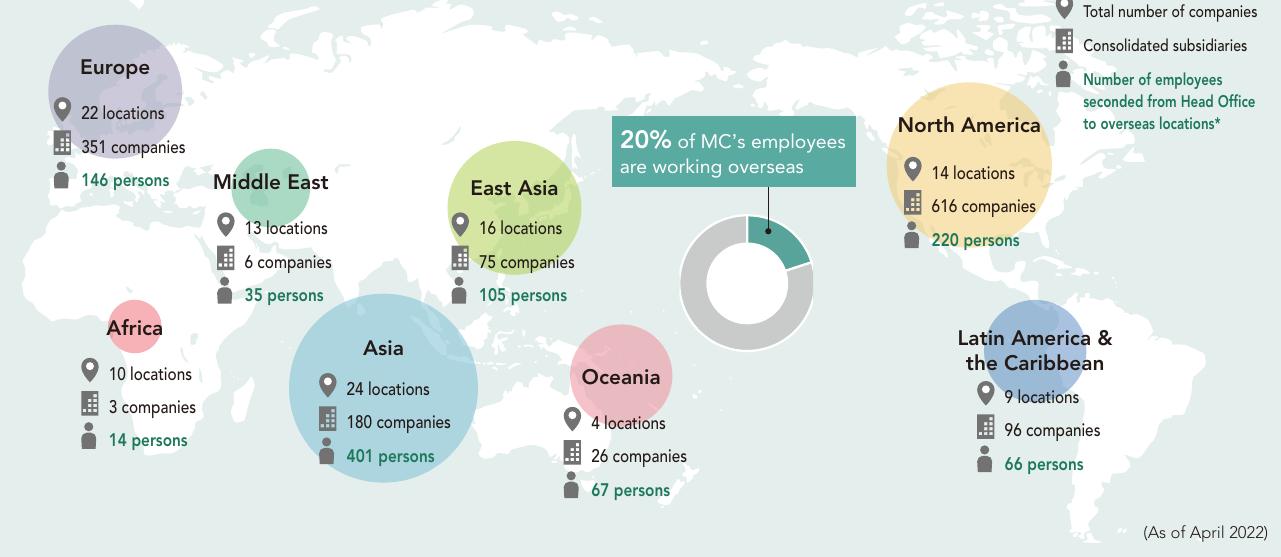 Total number of companies
Consolidated subsidiaries
Number of employees
seconded from Head Office
to overseas locations*
Europe
22 locations
351 companies
146 persons
Middle East
13 locations
6 companies
35 persons
East Asia
16 locations
75 companies
105 persons
20% of MC's employees
are working overseas
North America
14 locations
616 companies
220 persons
Africa
10 locations
3 companies
14 persons
Asia
24 locations
180 companies
401 persons
Oceania
4 locations
26 companies
67 persons
Latin America &
the Caribbean
9 locations
96 companies
66 persons
(As of April 2022)